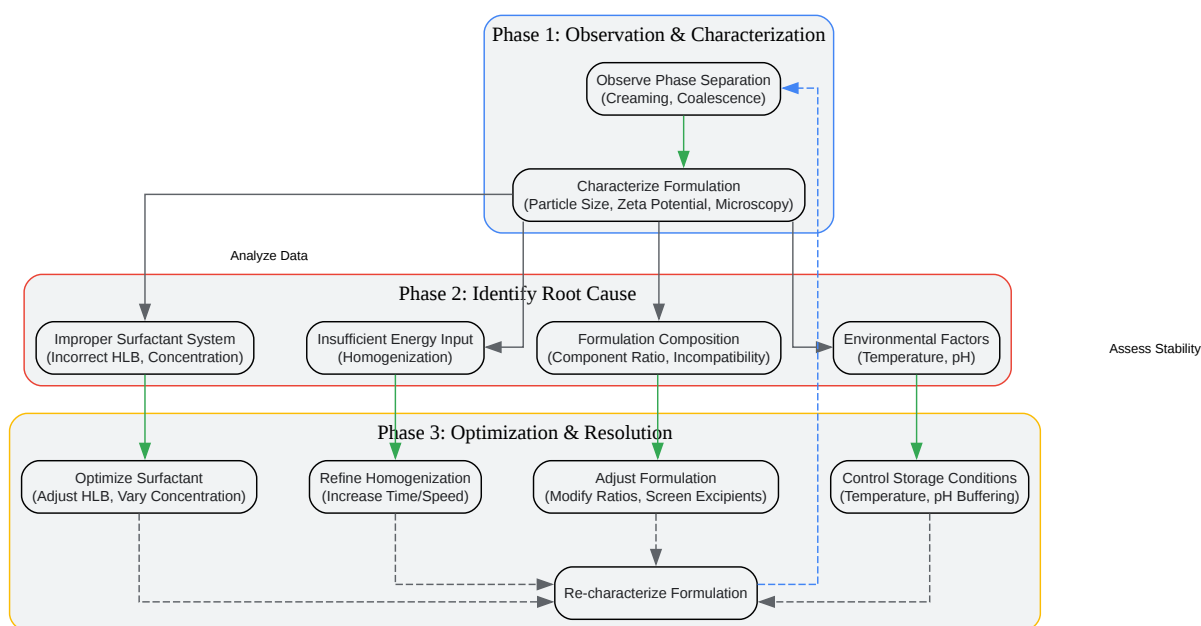 Phase 1: Observation & Characterization
Observe Phase Separation
(Creaming, Coalescence)
Characterize Formulation
(Particle Size, Zeta Potential, Microscopy)
Analyze Data
Phase 2: Identify Root Cause
Improper Surfactant System
(Incorrect HLB, Concentration)
Insufficient Energy Input
(Homogenization)
Formulation Composition
(Component Ratio, Incompatibility)
Environmental Factors
(Temperature, pH)
Assess Stability
Phase 3: Optimization & Resolution
Optimize Surfactant
(Adjust HLB, Vary Concentration)
Refine Homogenization
(Increase Time/Speed)
Adjust Formulation
(Modify Ratios, Screen Excipients)
Control Storage Conditions
(Temperature, pH Buffering)
Re-characterize Formulation